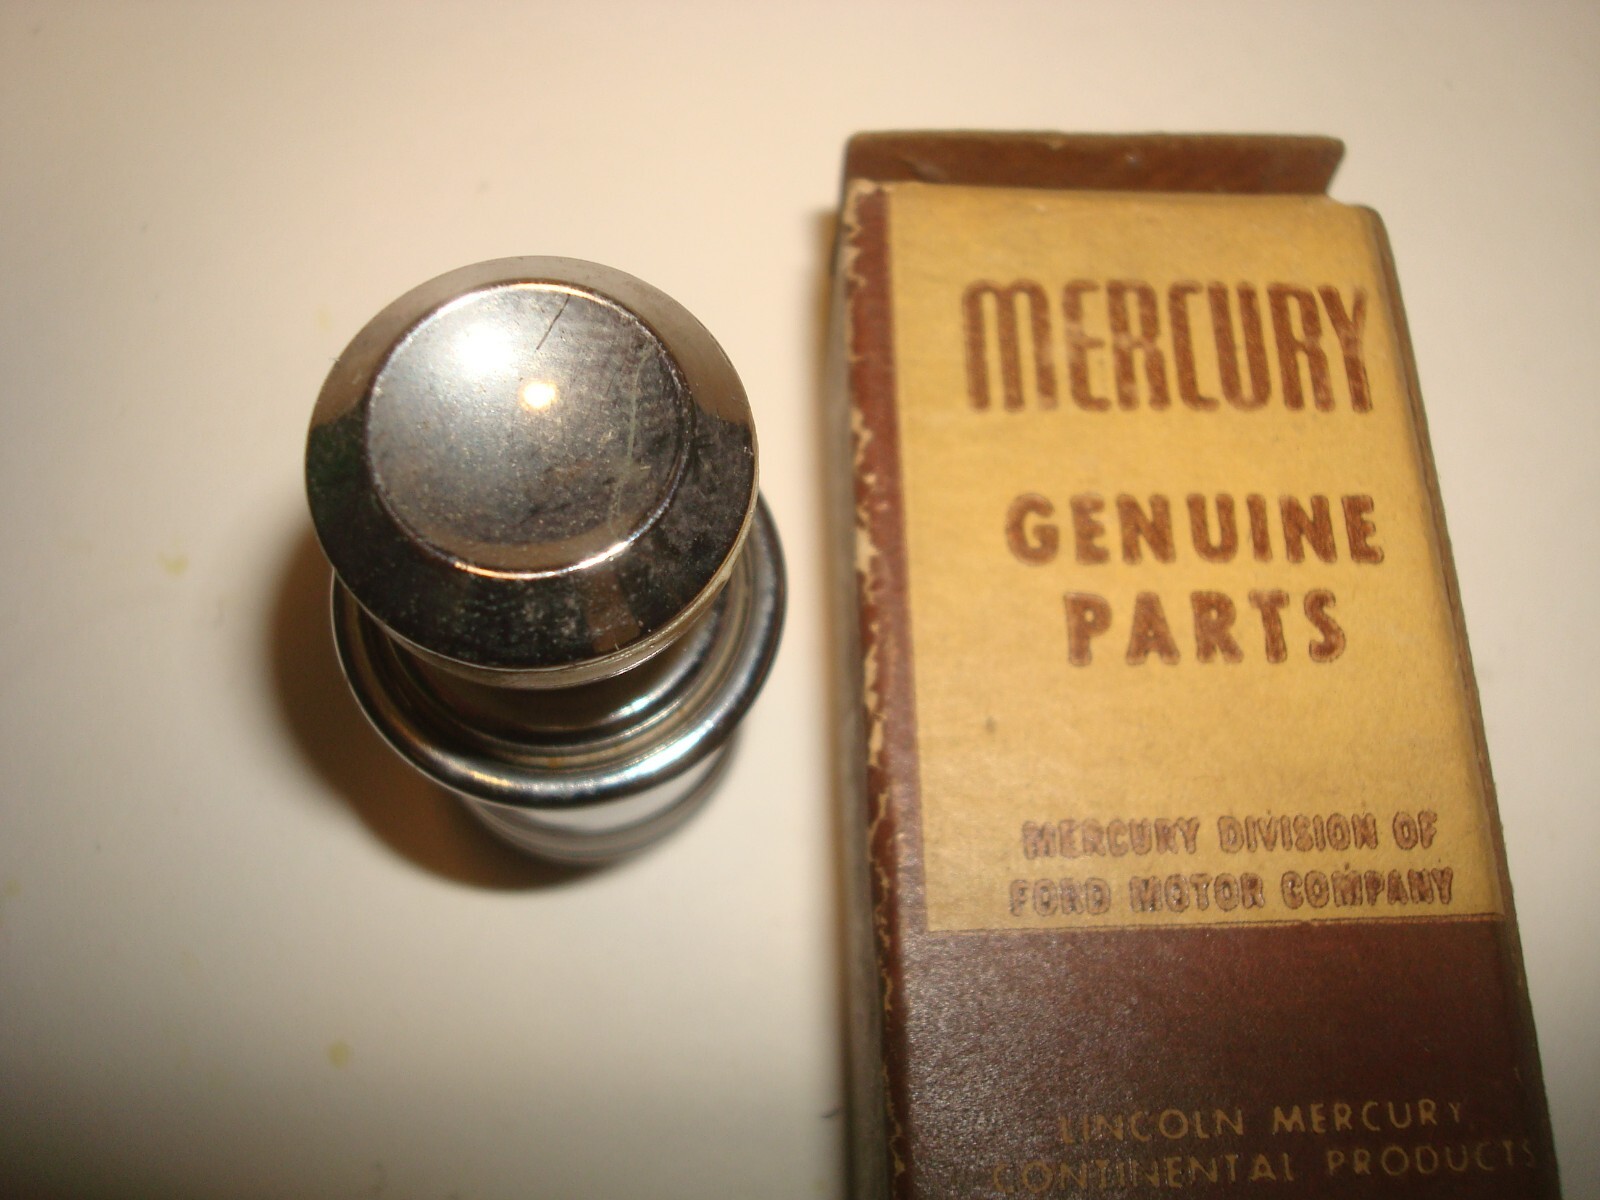 MERCURY
GENUINE
PARTS
MERCURY DIVISION OF
FORD MOTOR COMPANY
LINCOLN MERCURY
CONTINENTAL PRODUCTS